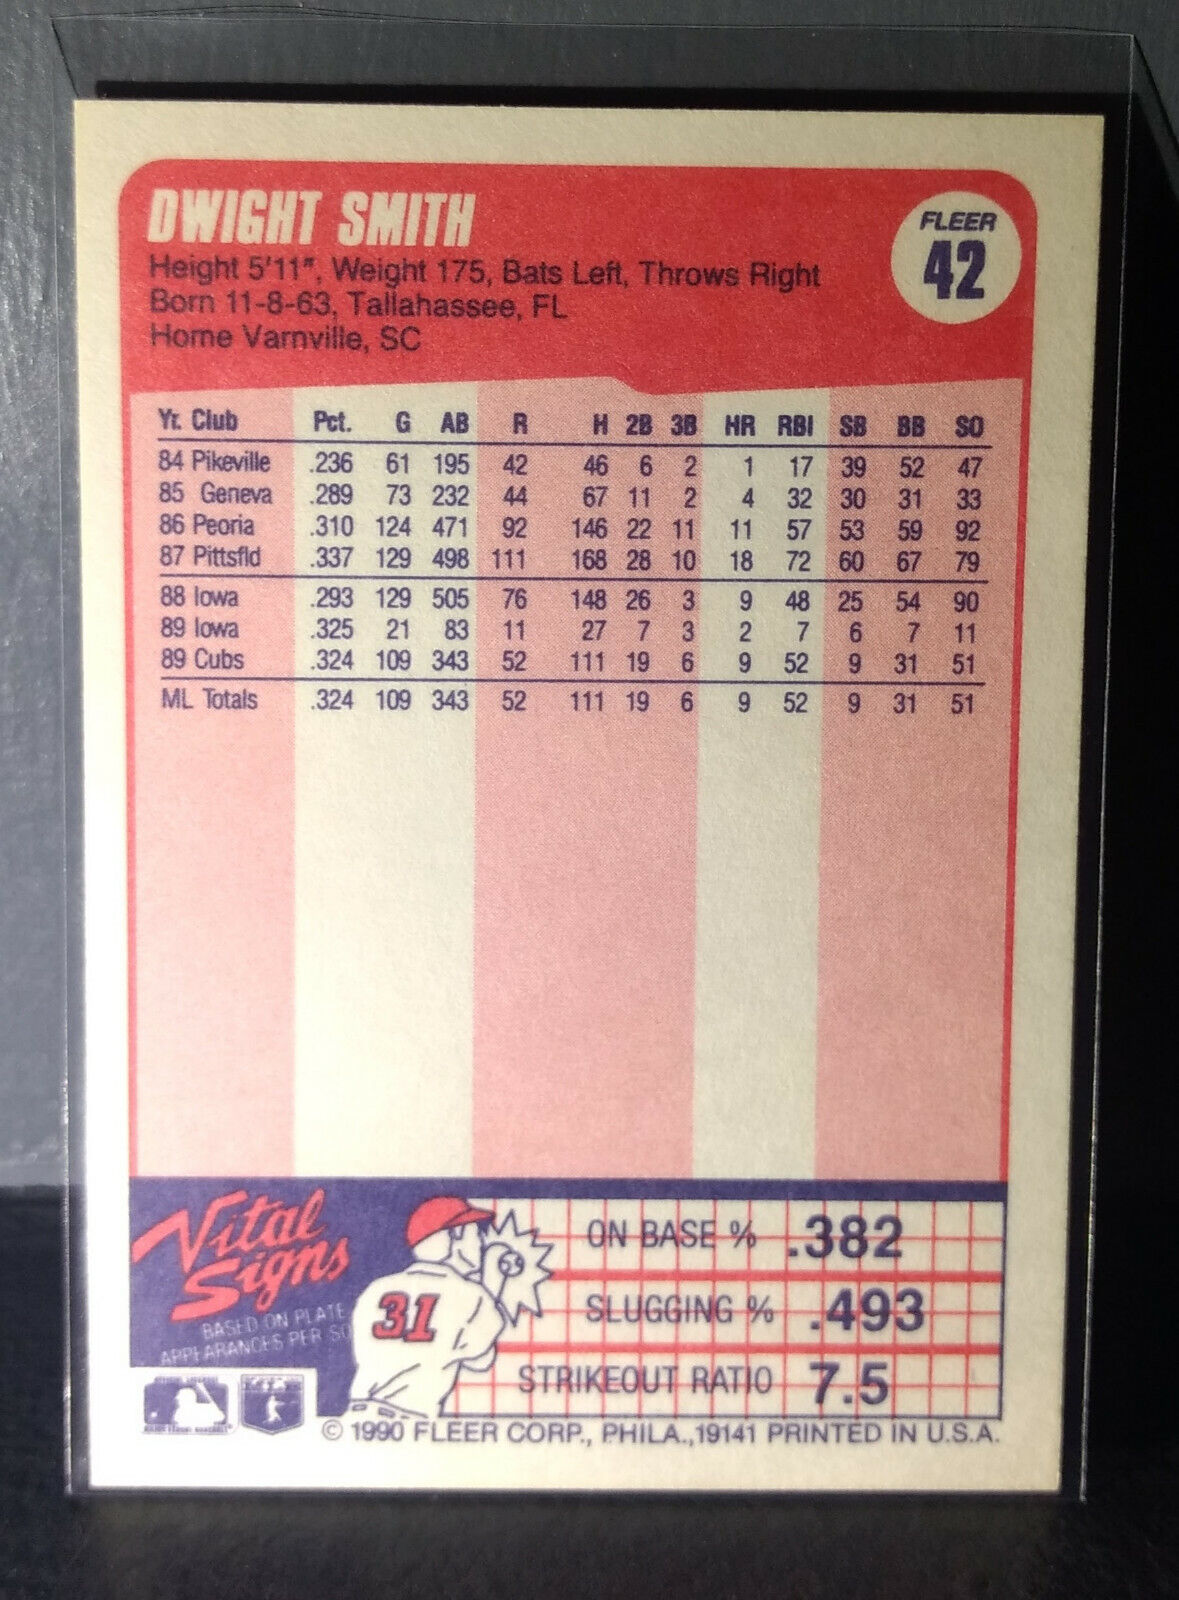 DWIGHT SMITH
Height 5'11", Weight 175, Bats Left, Throws Right
Born 11-8-63, Tallahassee, FL
Home Varnville, SC
FLEER
42
Yr. Club Pct. G AB R H 2B 3B HR RBI SB BB SO
84 Pikeville .236 61 195 42 46 6 2 1 17 39 52 47
85 Geneva .289 73 232 44 67 11 2 4 32 30 31 33
86 Peoria .310 124 471 92 146 22 11 11 57 53 59 92
87 Pittsfld .337 129 498 111 168 28 10 18 72 60 67 79
88 Iowa .293 129 505 76 148 26 3 9 48 25 54 90
89 Iowa .325 21 83 11 27 7 3 2 7 6 7 11
89 Cubs .324 109 343 52 111 19 6 9 52 9 31 51
ML Totals .324 109 343 52 111 19 6 9 52 9 31 51
Vital
Signs
BASED ON PLATE
APPEARANCES PER SO
31
ON BASE % .382
SLUGGING % .493
STRIKEOUT RATIO 7.5
© 1990 FLEER CORP., PHILA.,19141 PRINTED IN U.S.A.